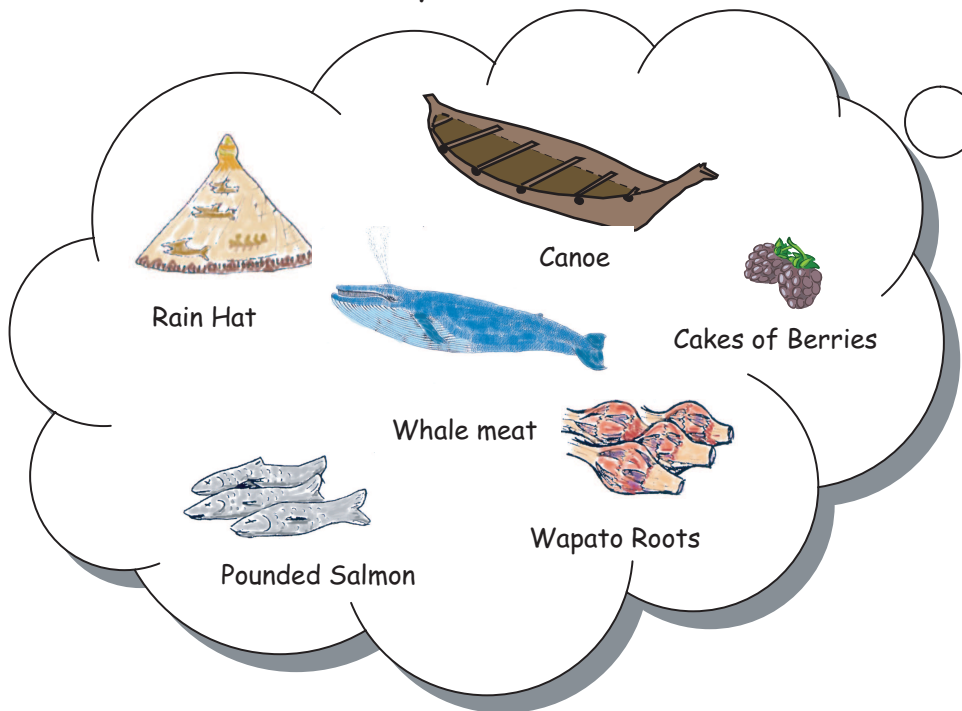 Canoe
Rain Hat
Cakes of Berries
Whale meat
Wapato Roots
Pounded Salmon